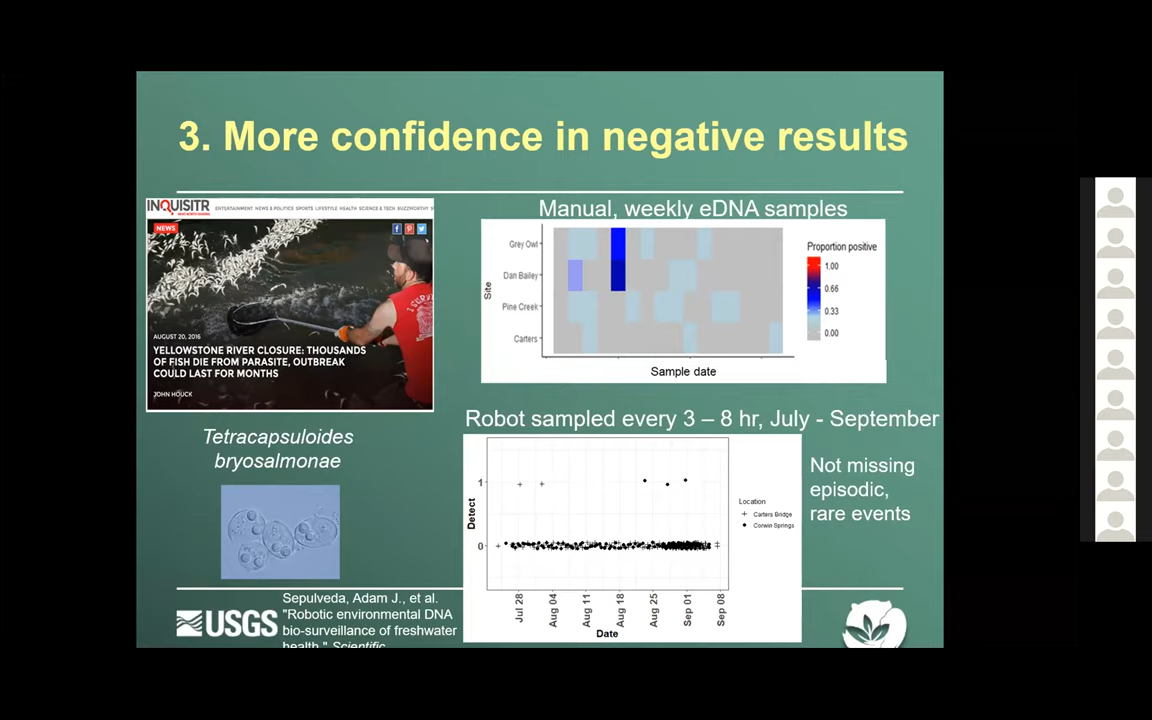 3. More confidence in negative results
INQUISITR
ENTERTAINMENT NEWS & POLITICS SPORTS LIFESTYLE HEALTH SCIENCE & TECH BUZZWORTHY
NEWS
AUGUST 20, 2016
YELLOWSTONE RIVER CLOSURE: THOUSANDS
OF FISH DIE FROM PARASITE, OUTBREAK
COULD LAST FOR MONTHS
JOHN HOUCK
Tetracapsuloides
bryosalmonae
Manual, weekly eDNA samples
Site
Grey Owl
Dan Bailey
Pine Creek
Carters
Sample date
Proportion positive
1.00
0.66
0.33
0.00
Robot sampled every 3 – 8 hr, July - September
Detect
1
0
Jul 28
Aug 04
Aug 11
Aug 18
Aug 25
Sep 01
Sep 08
Date
Location
Carters Bridge
Corwin Springs
Not missing
episodic,
rare events
USGS
Sepulveda, Adam J., et al.
"Robotic environmental DNA
bio-surveillance of freshwater
health." Scientific